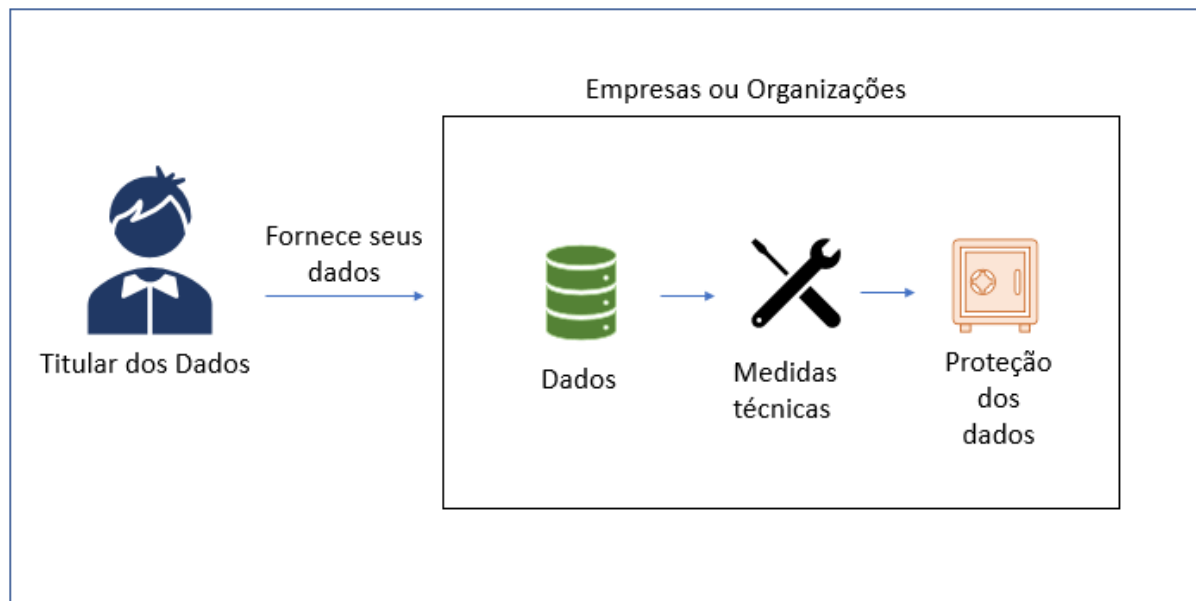 Empresas ou Organizações
Fornece seus
dados
Titular dos Dados
Dados
Medidas
técnicas
Proteção
dos
dados